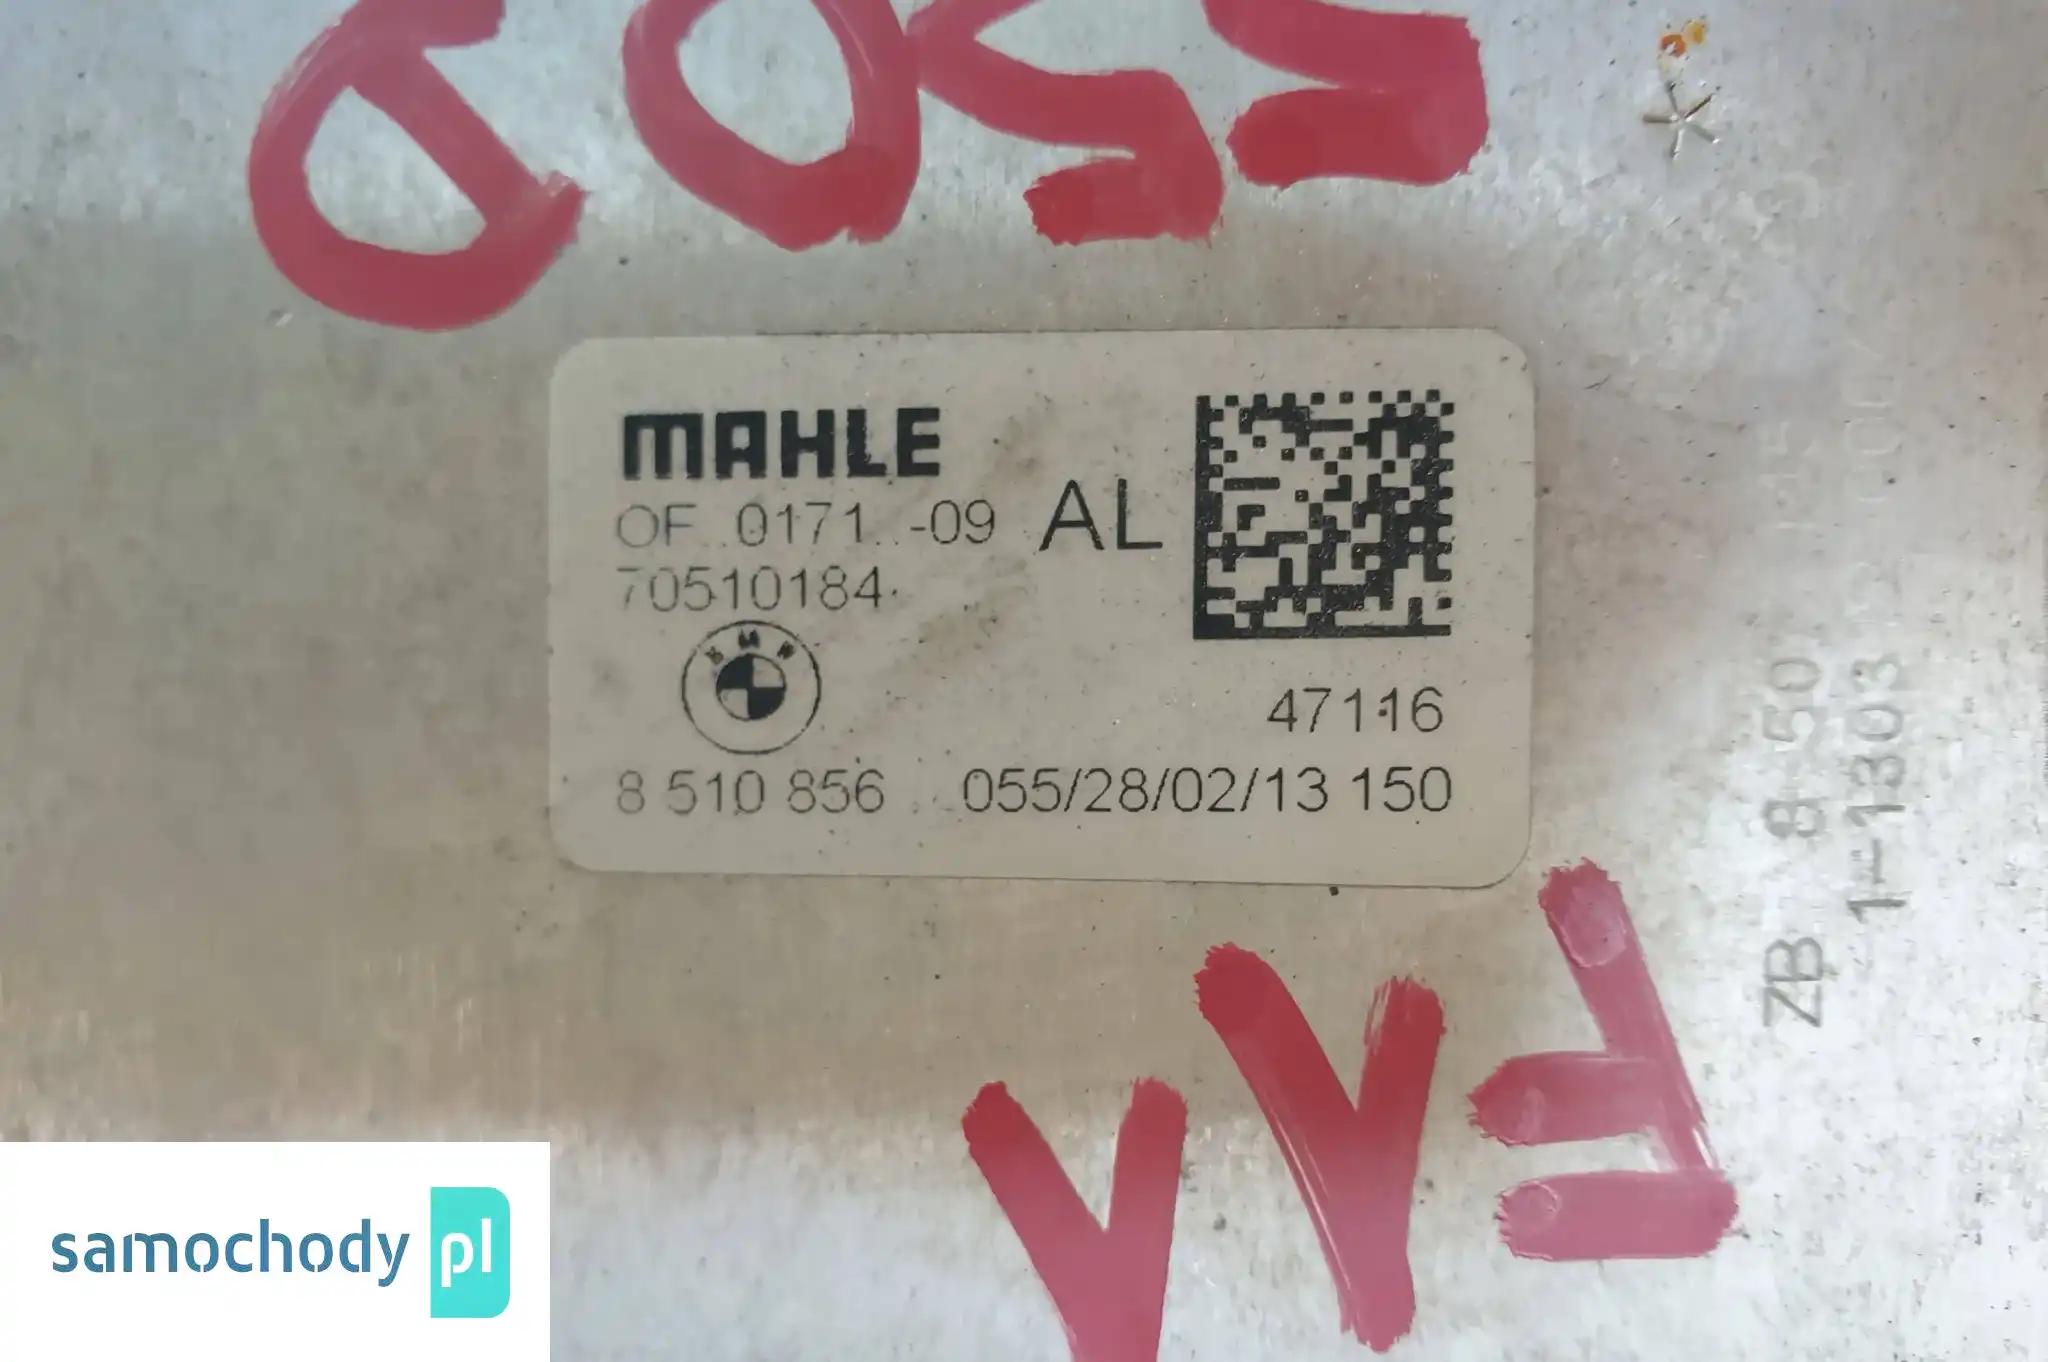 MAHLE
OF..0171..-09 AL
70510184
BMW
47116
8 510 856 055/28/02/13 150
ZB 8 50
1-1303
samochody pl